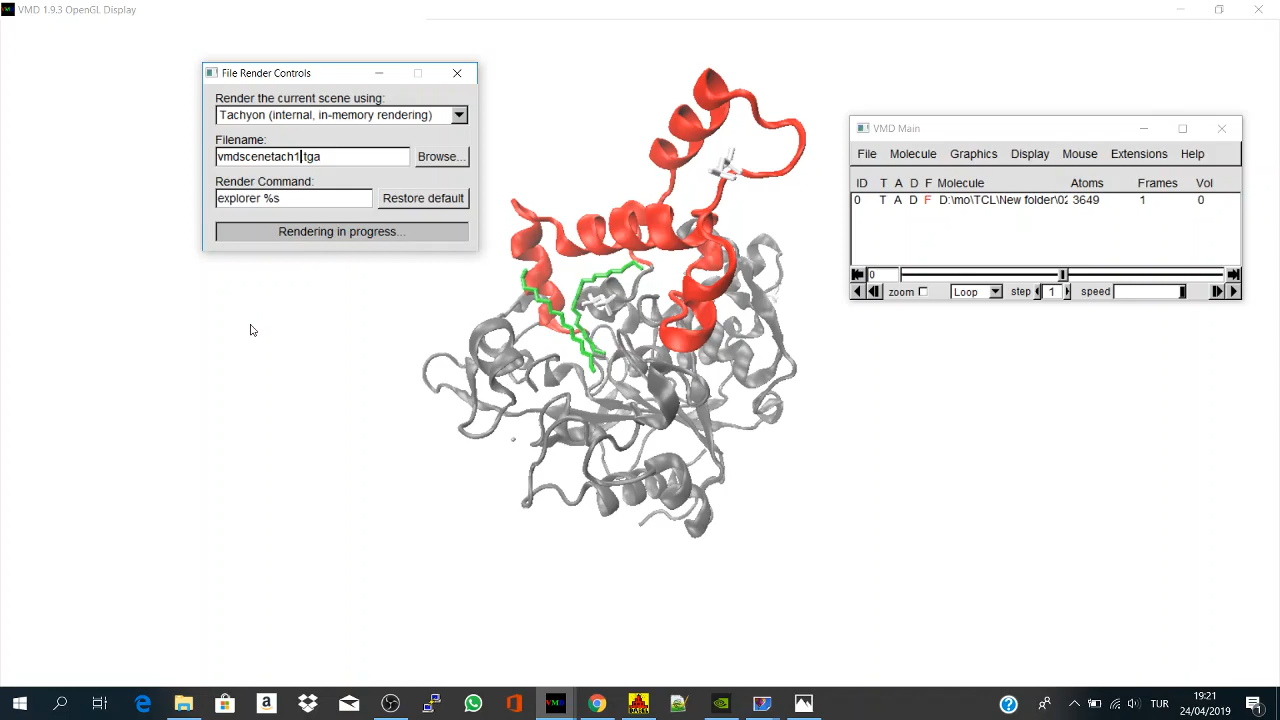 VMD 1.9.3 OpenGL Display
File Render Controls
Render the current scene using:
Tachyon (internal, in-memory rendering)
Filename:
vmdscenetach1.tga
Browse...
Render Command:
explorer %s
Restore default
Rendering in progress...
VMD Main
File Molecule Graphics Display Mouse Extensions Help
ID T A D F Molecule Atoms Frames Vol
0 T A D F D:\mo\TCL\New folder\02 3649 1 0
0
zoom Loop step 1 speed
VMD
TUR
19:21
24/04/2019
1